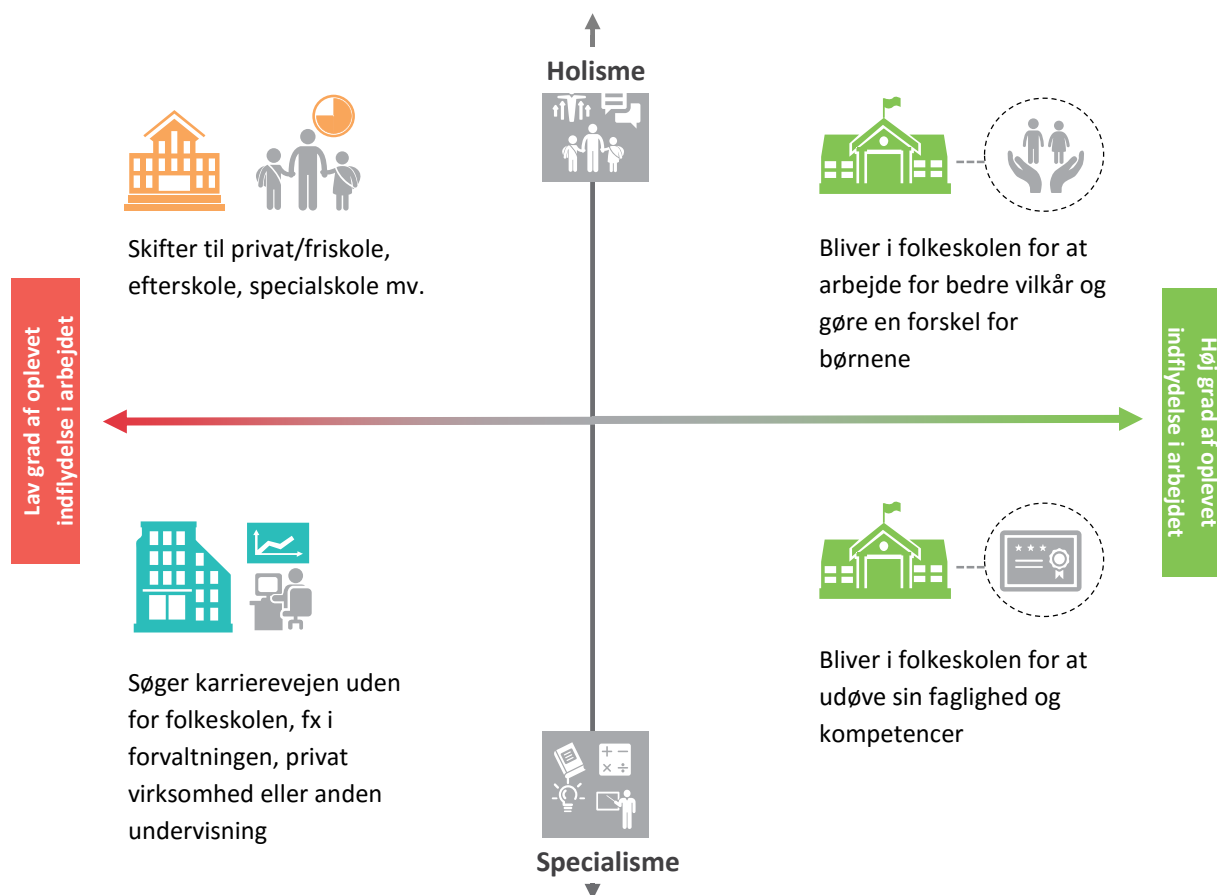 Holisme
Skifter til privat/friskole,
efterskole, specialskole mv.
Bliver i folkeskolen for at
arbejde for bedre vilkår og
gøre en forskel for
børnene
Lav grad af oplevet
indflydelse i arbejdet
Høj grad af oplevet
indflydelse i arbejdet
Søger karrierevejen uden
for folkeskolen, fx i
forvaltningen, privat
virksomhed eller anden
undervisning
Bliver i folkeskolen for at
udøve sin faglighed og
kompetencer
Specialisme